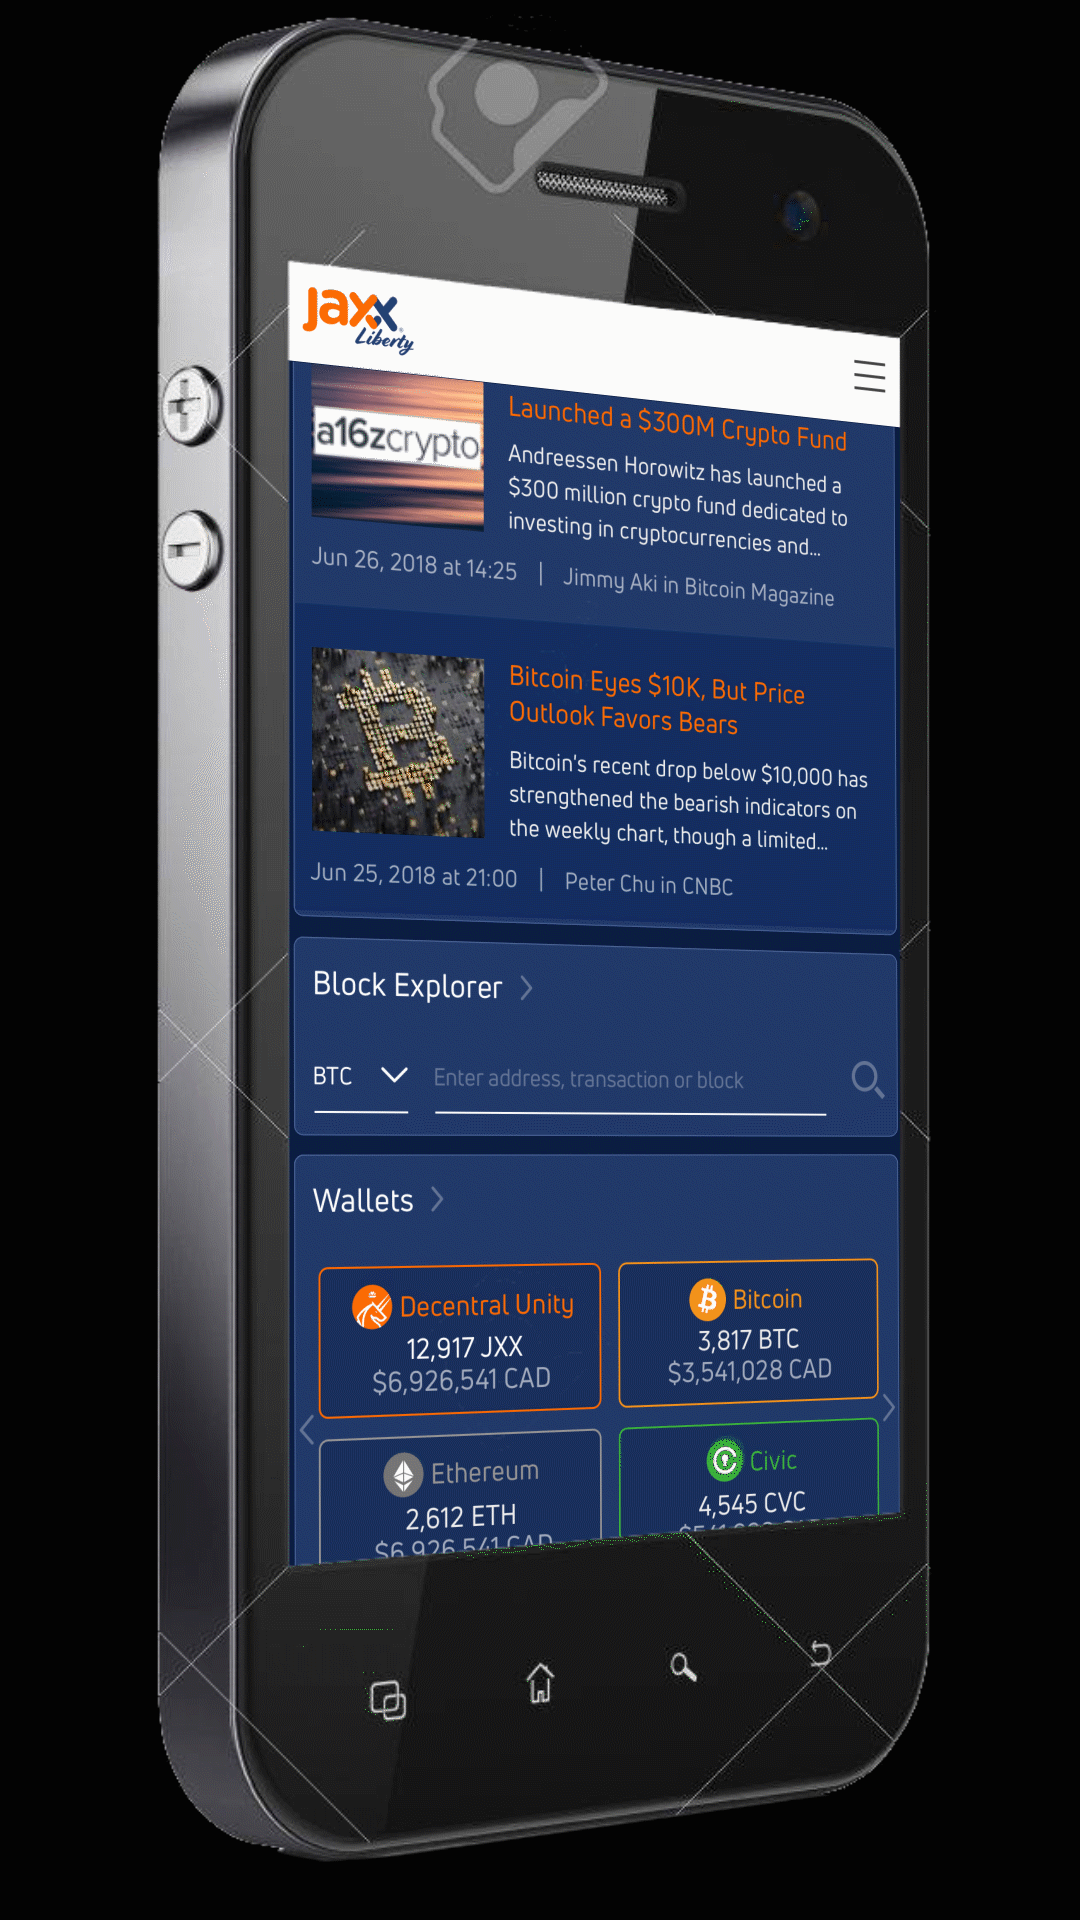 Jaxx
Liberty
a16zcrypto
Launched a $300M Crypto Fund
Andreessen Horowitz has launched a
$300 million crypto fund dedicated to
investing in cryptocurrencies and...
Jun 26, 2018 at 14:25 | Jimmy Aki in Bitcoin Magazine
Bitcoin Eyes $10K, But Price
Outlook Favors Bears
Bitcoin's recent drop below $10,000 has
strengthened the bearish indicators on
the weekly chart, though a limited...
Jun 25, 2018 at 21:00 | Peter Chu in CNBC
Block Explorer
BTC
Enter address, transaction or block
Wallets
Decentral Unity
12,917 JXX
$6,926,541 CAD
Bitcoin
3,817 BTC
$3,541,028 CAD
Ethereum
2,612 ETH
$6,926,541 CAD
Civic
4,545 CVC